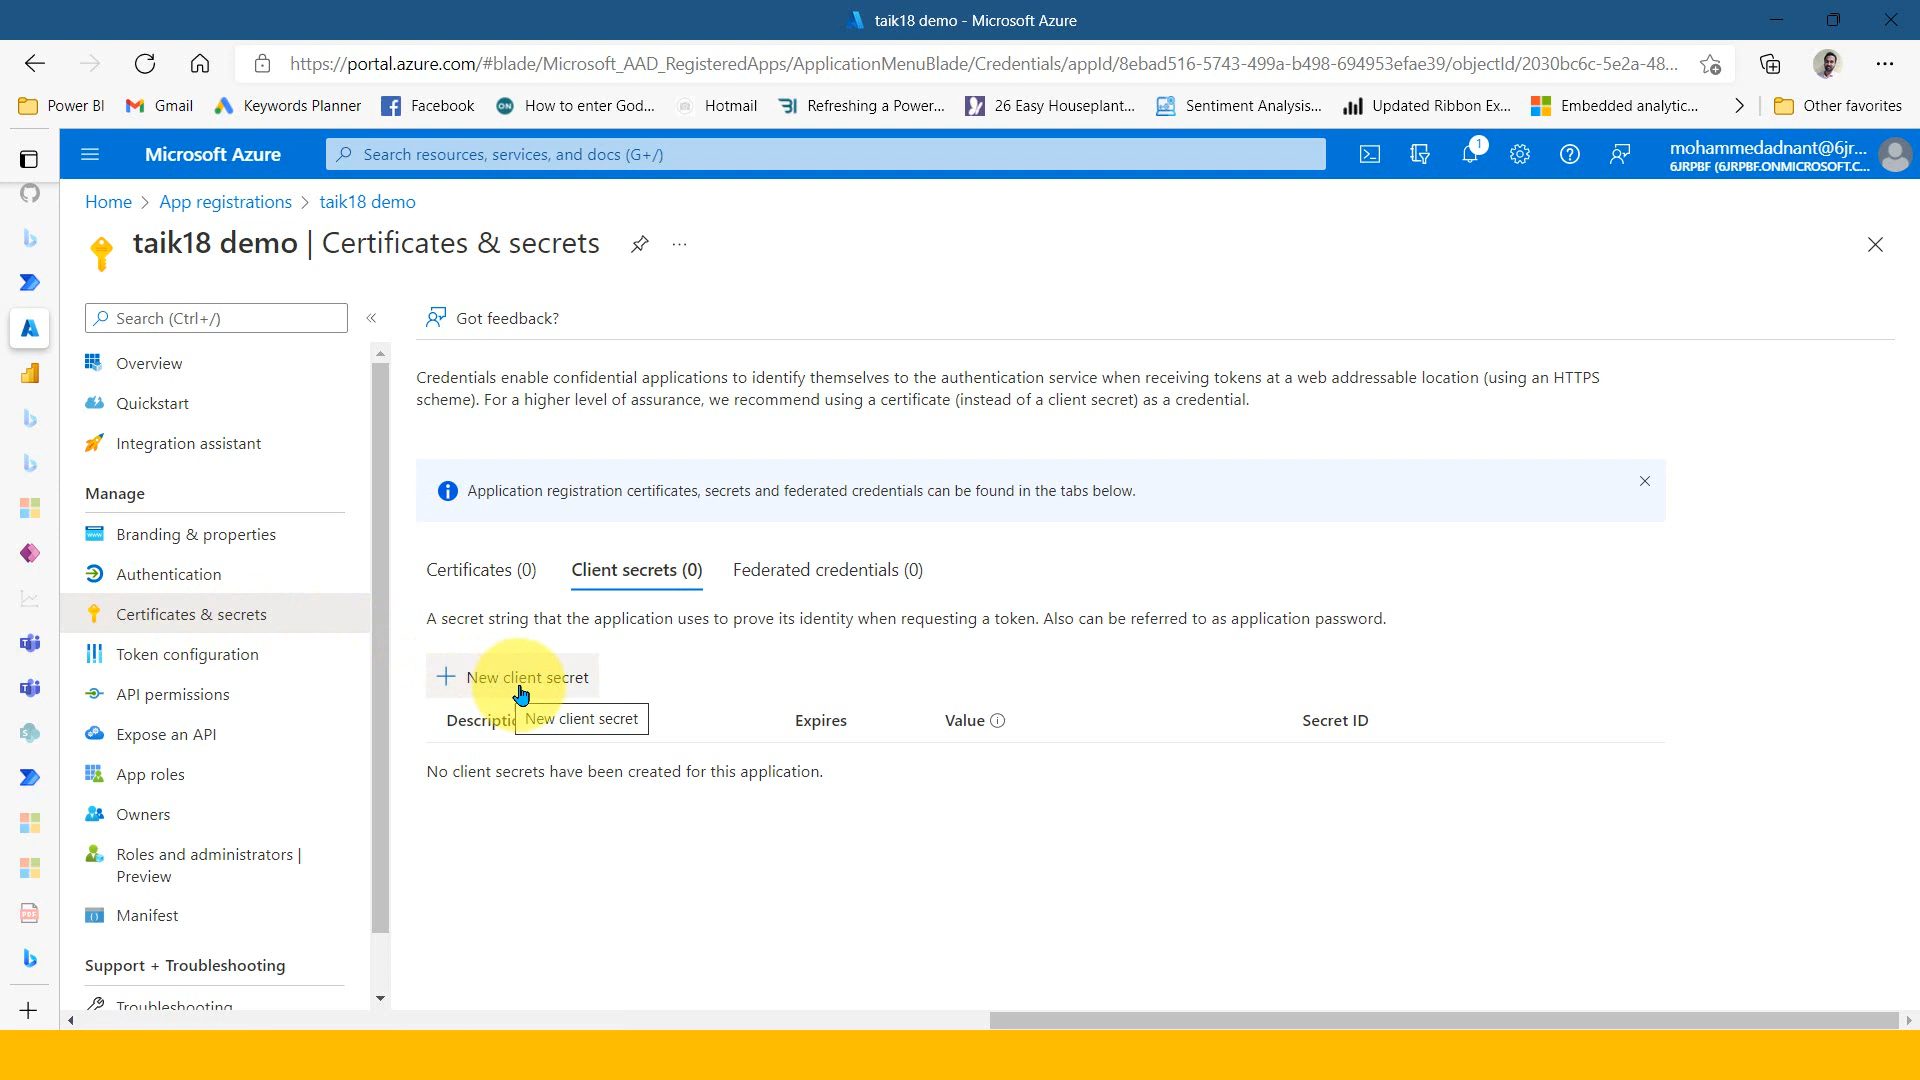 taik18 demo - Microsoft Azure
https://portal.azure.com/#blade/Microsoft_AAD_RegisteredApps/ApplicationMenuBlade/Credentials/appId/8ebad516-5743-499a-b498-694953efae39/objectId/2030bc6c-5e2a-48...
Power BI
Gmail
Keywords Planner
Facebook
How to enter God...
Hotmail
Refreshing a Power...
26 Easy Houseplant...
Sentiment Analysis...
Updated Ribbon Ex...
Embedded analytic...
Other favorites
Microsoft Azure
Search resources, services, and docs (G+/)
1
mohammedadnant@6jr...
6JRPBF (6JRPBF.ONMICROSOFT.C...
Home > App registrations > taik18 demo
taik18 demo | Certificates & secrets
Search (Ctrl+/)
Got feedback?
Overview
Quickstart
Integration assistant
Manage
Branding & properties
Authentication
Certificates & secrets
Token configuration
API permissions
Expose an API
App roles
Owners
Roles and administrators |
Preview
Manifest
Support + Troubleshooting
Troubleshooting
Credentials enable confidential applications to identify themselves to the authentication service when receiving tokens at a web addressable location (using an HTTPS
scheme). For a higher level of assurance, we recommend using a certificate (instead of a client secret) as a credential.
Application registration certificates, secrets and federated credentials can be found in the tabs below.
Certificates (0)
Client secrets (0)
Federated credentials (0)
A secret string that the application uses to prove its identity when requesting a token. Also can be referred to as application password.
New client secret
New client secret
Expires
Value
Secret ID
No client secrets have been created for this application.